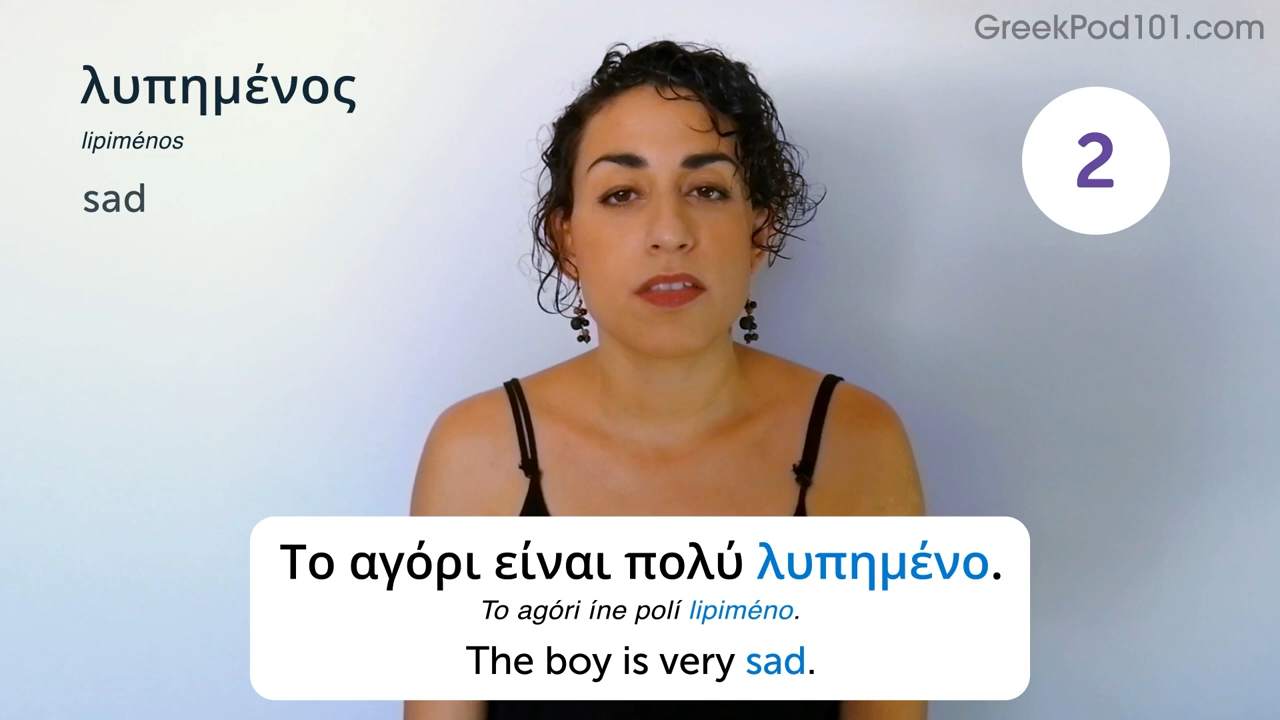 GreekPod101.com
λυπημένος
lipiménos
sad
2
Το αγόρι είναι πολύ λυπημένο.
To agóri íne polí lipiméno.
The boy is very sad.